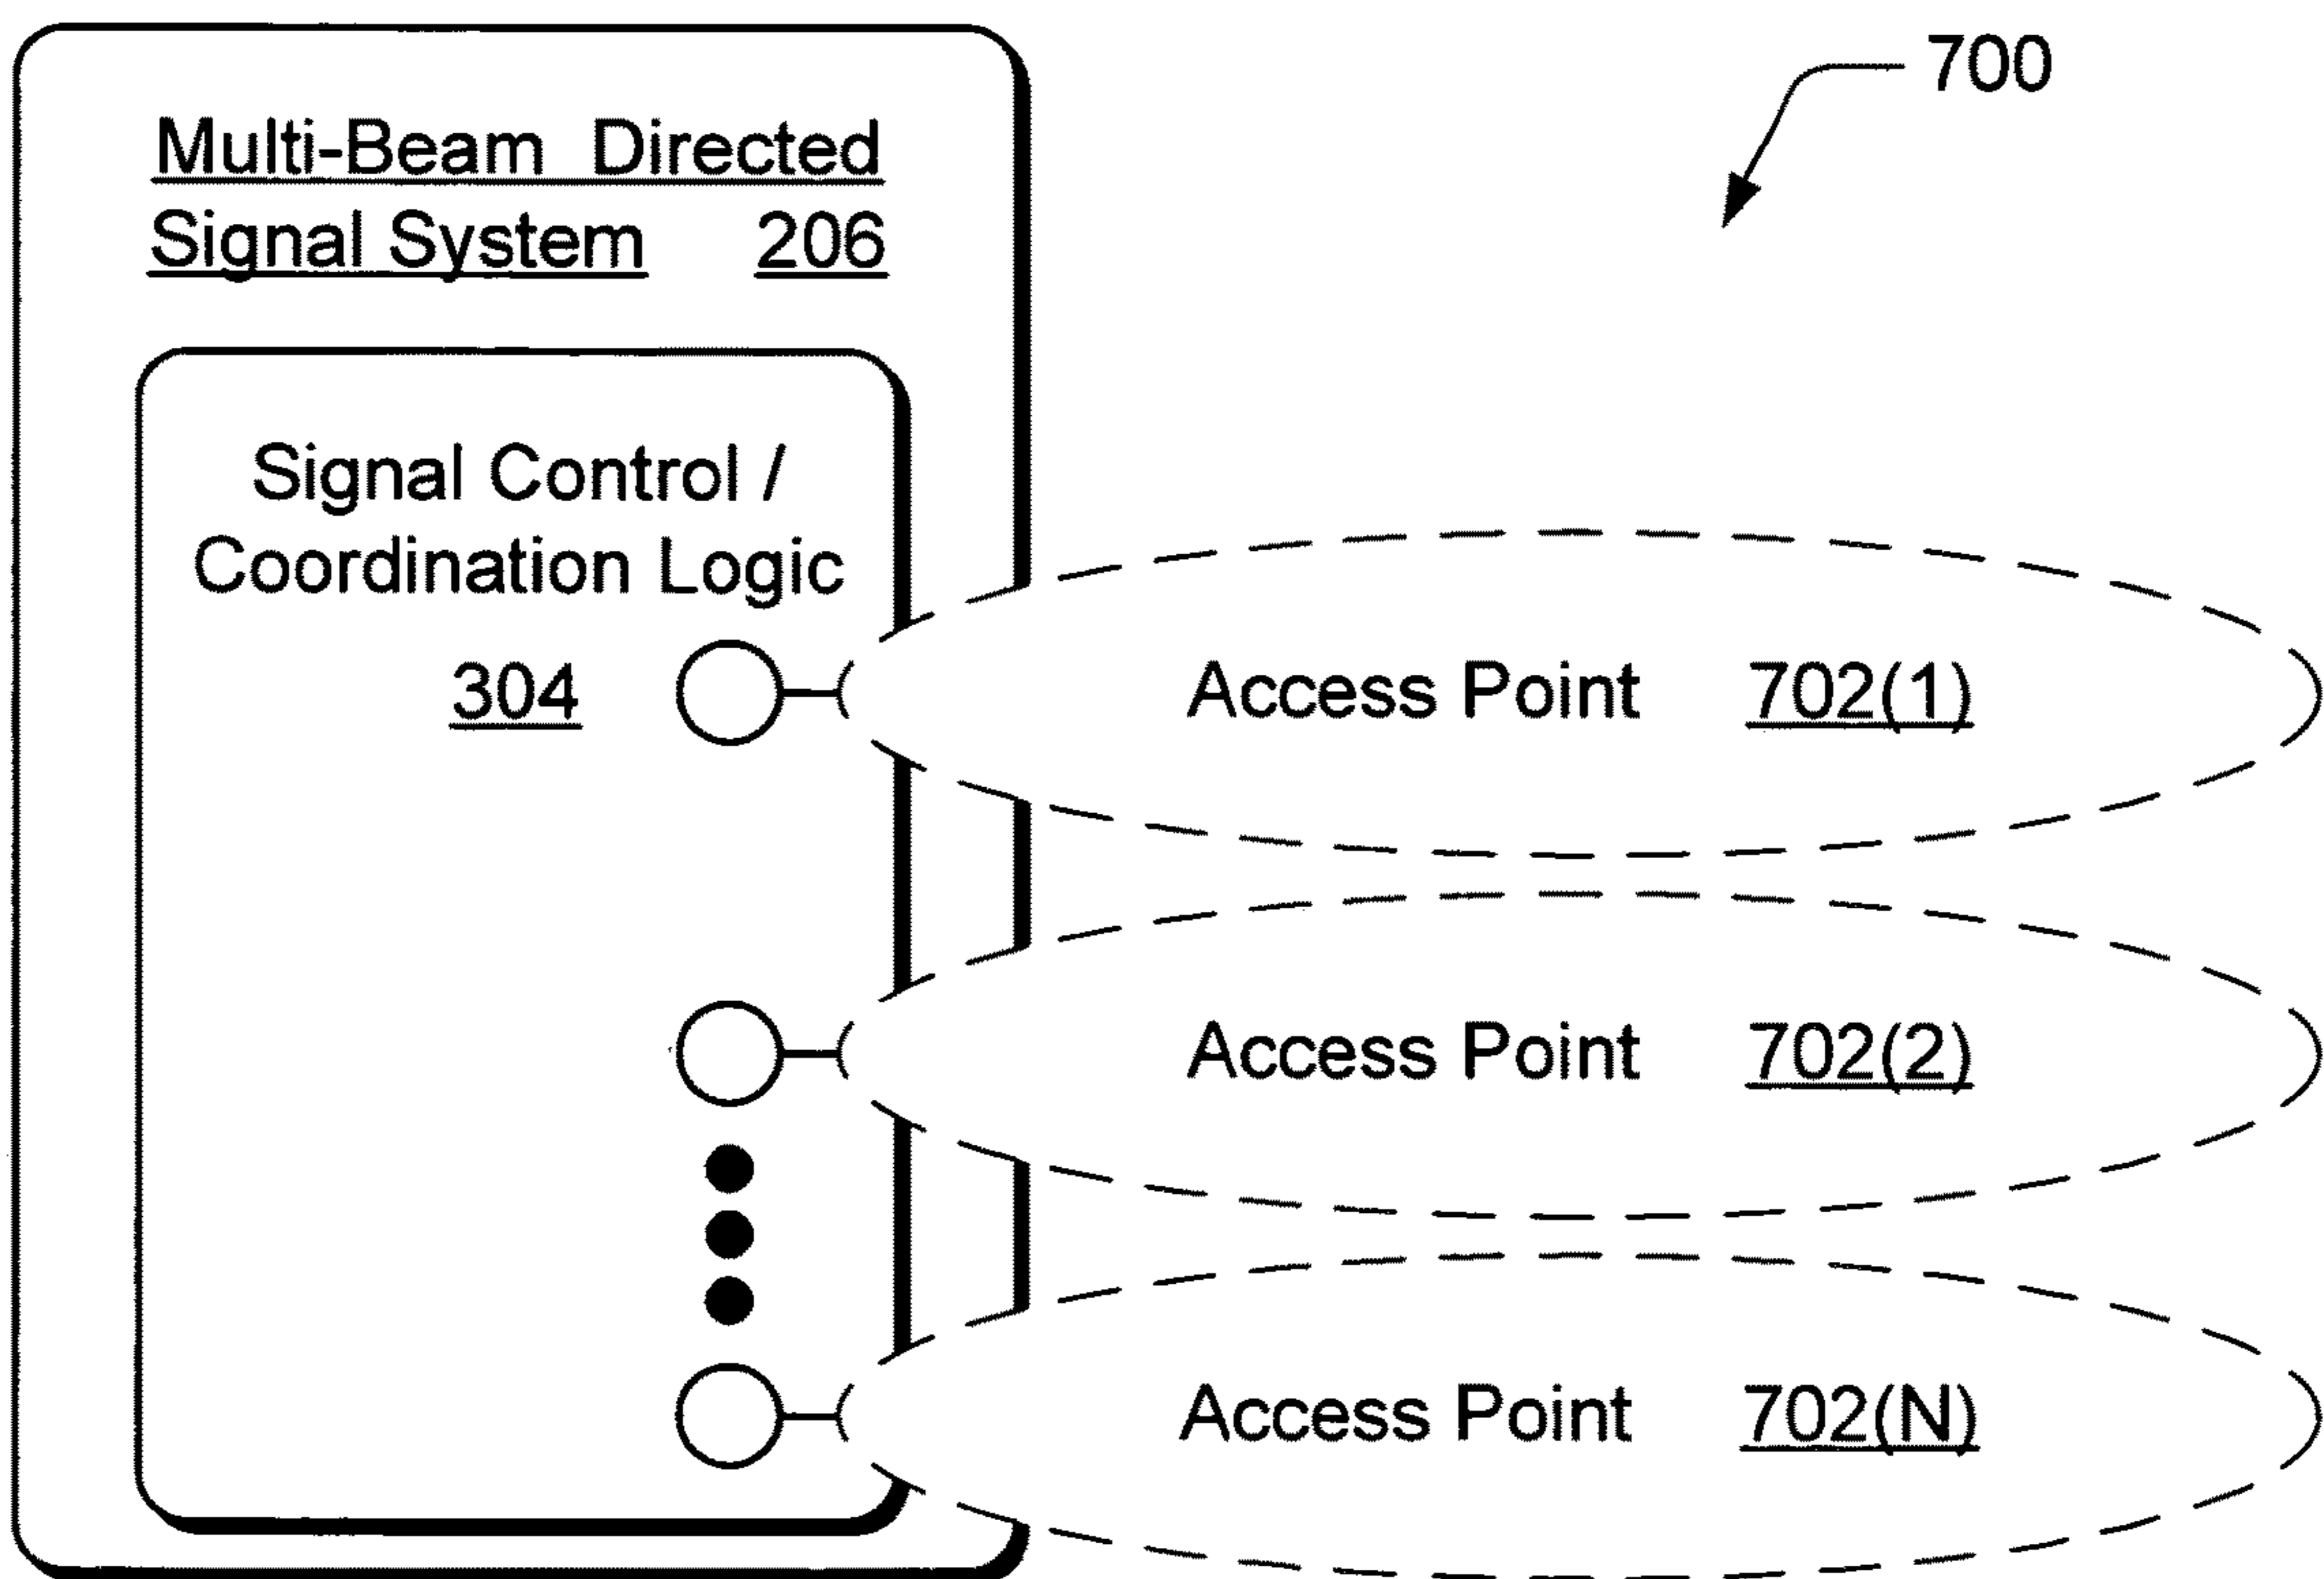 700
Multi-Beam Directed
Signal System 206
Signal Control /
Coordination Logic
304
Access Point 702(1)
Access Point 702(2)
Access Point 702(N)